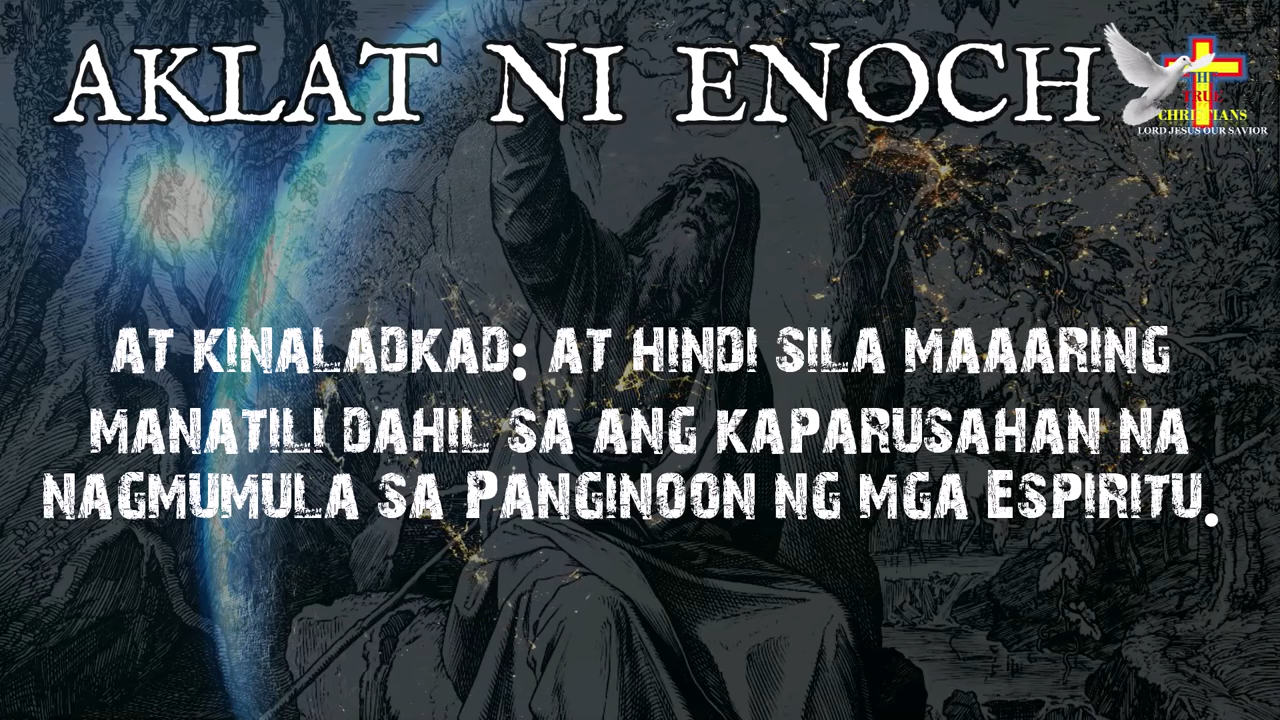 AKLAT NI ENOCH
TRUE
CHRISTIANS
LORD JESUS OUR SAVIOR
AT KINALADKAD: AT HINDI SILA MAAARING
MANATILI DAHIL SA ANG KAPARUSAHAN NA
NAGMUMULA SA PANGINOON NG MGA ESPIRITU.